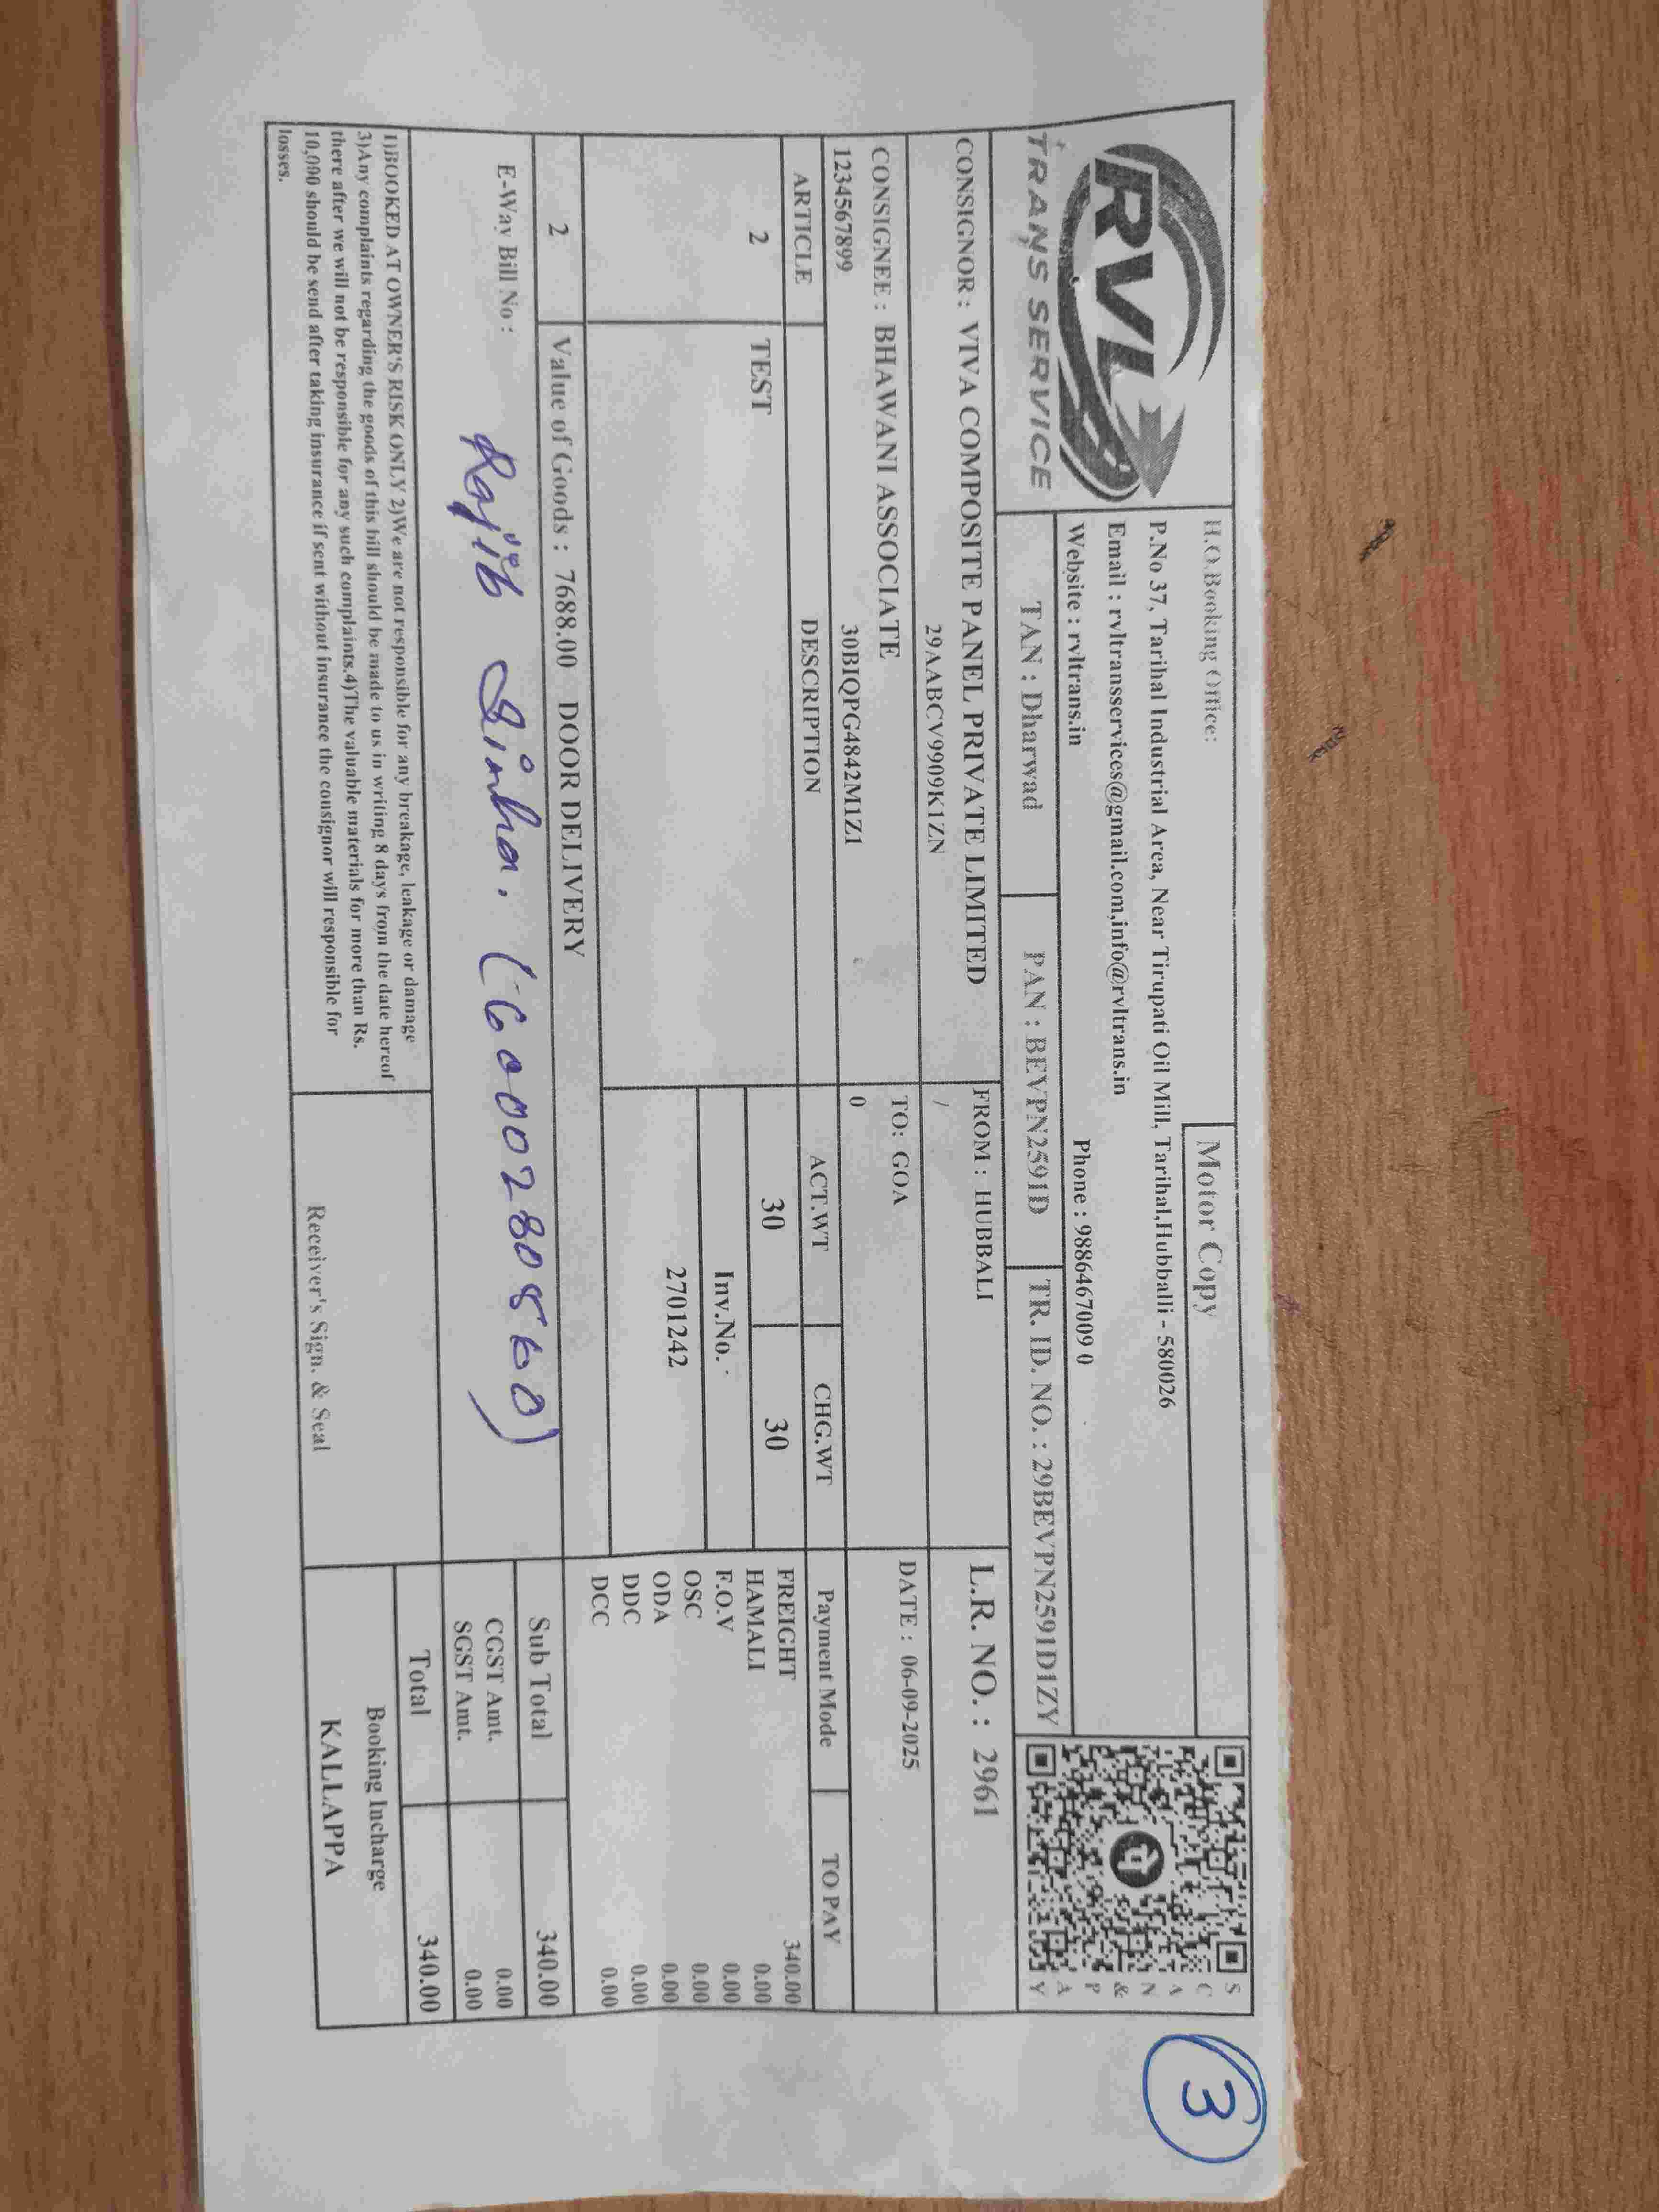 RVL
TRANS SERVICE
H.O.Booking Office:
Motor Copy
P.No 37, Tarihal Industrial Area, Near Tirupati Oil Mill, Tarihal,Hubballi - 580026
Email : rvltransservices@gmail.com,info@rvltrans.in
Website : rvltrans.in Phone : 9886467009 0
TAN : Dharwad PAN : BEVPN2591D TR. ID. NO. : 29BEVPN2591D1ZY
SCAN & PAY
CONSIGNOR : VIVA COMPOSITE PANEL PRIVATE LIMITED FROM : HUBBALI L.R. NO. : 2961
29AABCV9909K1ZN /
CONSIGNEE : BHAWANI ASSOCIATE TO: GOA DATE : 06-09-2025
1234567899 30BIQPG4842M1Z1 0
ARTICLE DESCRIPTION ACT.WT CHG.WT Payment Mode TO PAY
2 TEST 30 30 FREIGHT 340.00
HAMALI 0.00
Inv.No. F.O.V 0.00
OSC 0.00
2701242 ODA 0.00
DDC 0.00
DCC 0.00
2 Value of Goods : 7688.00 DOOR DELIVERY Sub Total 340.00
E-Way Bill No : CGST Amt. 0.00
SGST Amt. 0.00
Rajib Sinha. (6000280860)
Total 340.00
1)BOOKED AT OWNER'S RISK ONLY 2)We are not responsible for any breakage, leakage or damage
3)Any complaints regarding the goods of this bill should be made to us in writing 8 days from the date hereof
there after we will not be responsible for any such complaints.4)The valuable materials for more than Rs.
10,000 should be send after taking insurance if sent without insurance the consignor will responsible for
losses.
Receiver's Sign. & Seal
Booking Incharge
KALLAPPA
3